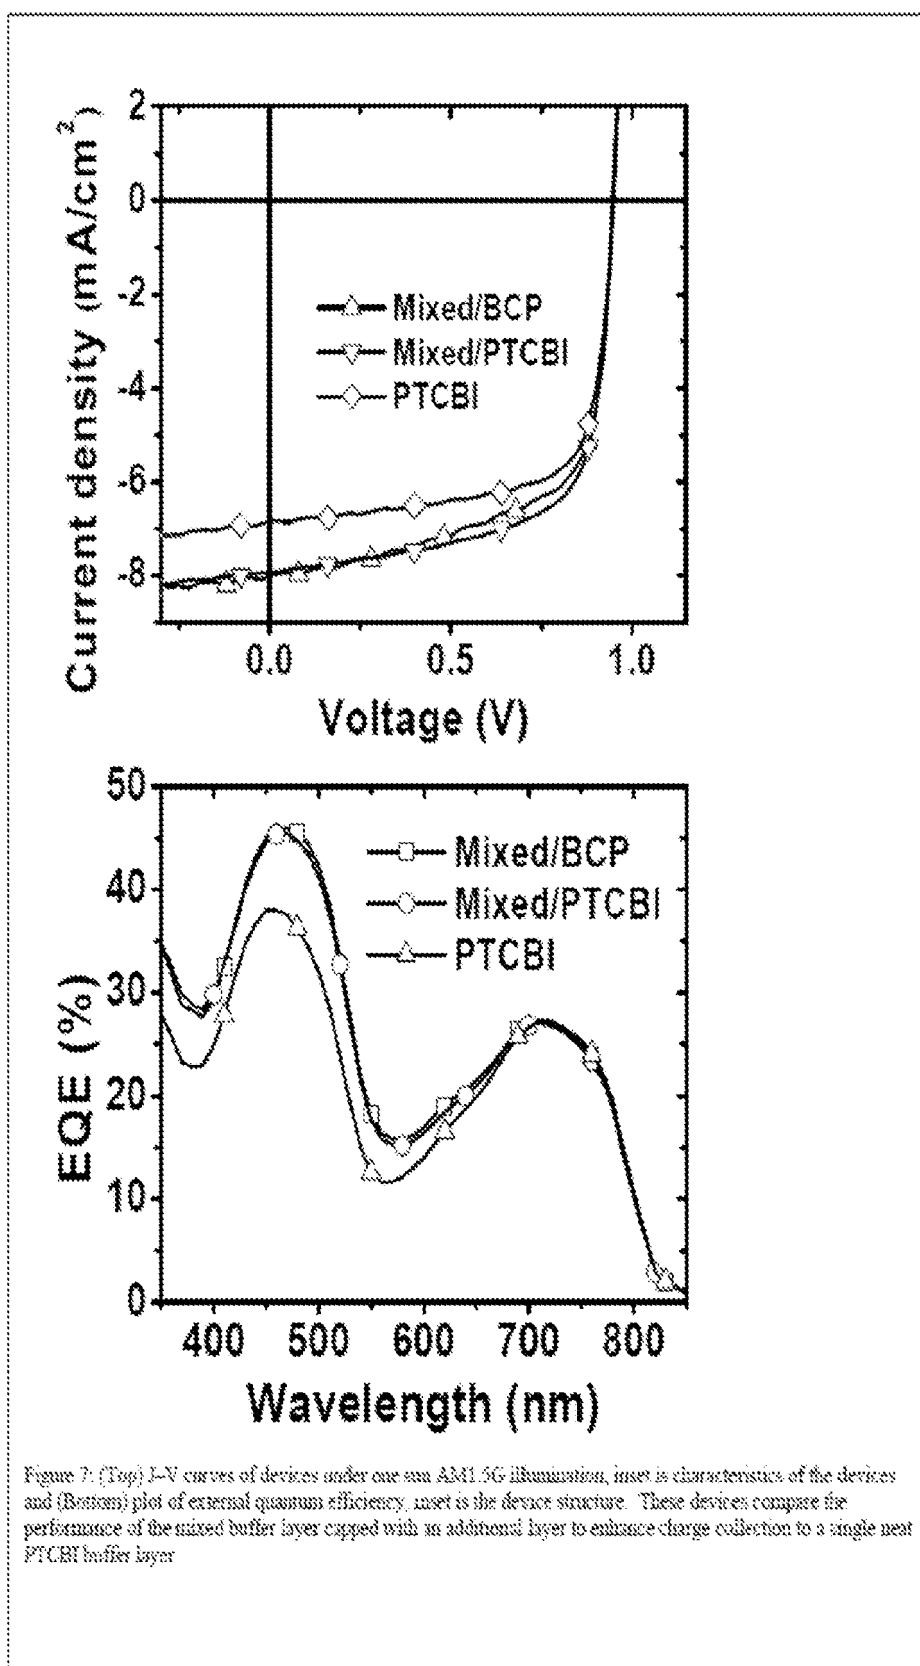 2
0
-2
-4
-6
-8
Current density (mA/cm²)
Mixed/BCP
Mixed/PTCBI
PTCBI
0.0 0.5 1.0
Voltage (V)
50
40
30
20
10
0
EQE (%)
Mixed/BCP
Mixed/PTCBI
PTCBI
400 500 600 700 800
Wavelength (nm)
Figure 7: (Top) J-V curves of devices under one sun AM1.5G illumination, inset is characteristics of the devices
and (Bottom) plot of external quantum efficiency, inset is the device structure. These devices compare the
performance of the mixed buffer layer capped with an additional layer to enhance charge collection to a single neat
PTCBI buffer layer